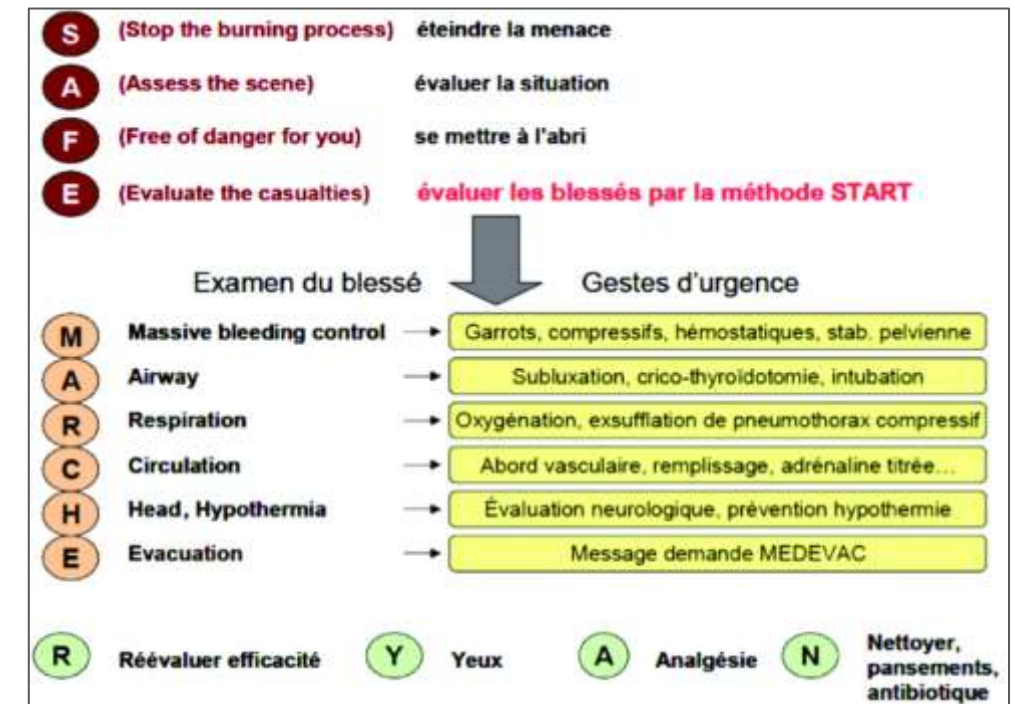 S (Stop the burning process) éteindre la menace
A (Assess the scene) évaluer la situation
F (Free of danger for you) se mettre à l'abri
E (Evaluate the casualties) évaluer les blessés par la méthode START
Examen du blessé Gestes d'urgence
M Massive bleeding control Garrots, compressifs, hémostatiques, stab. pelvienne
A Airway Subluxation, crico-thyroïdotomie, intubation
R Respiration Oxygénation, exsufflation de pneumothorax compressif
C Circulation Abord vasculaire, remplissage, adrénaline titrée...
H Head, Hypothermia Évaluation neurologique, prévention hypothermie
E Evacuation Message demande MEDEVAC
R Réévaluer efficacité Y Yeux A Analgésie N Nettoyer,
pansements,
antibiotique